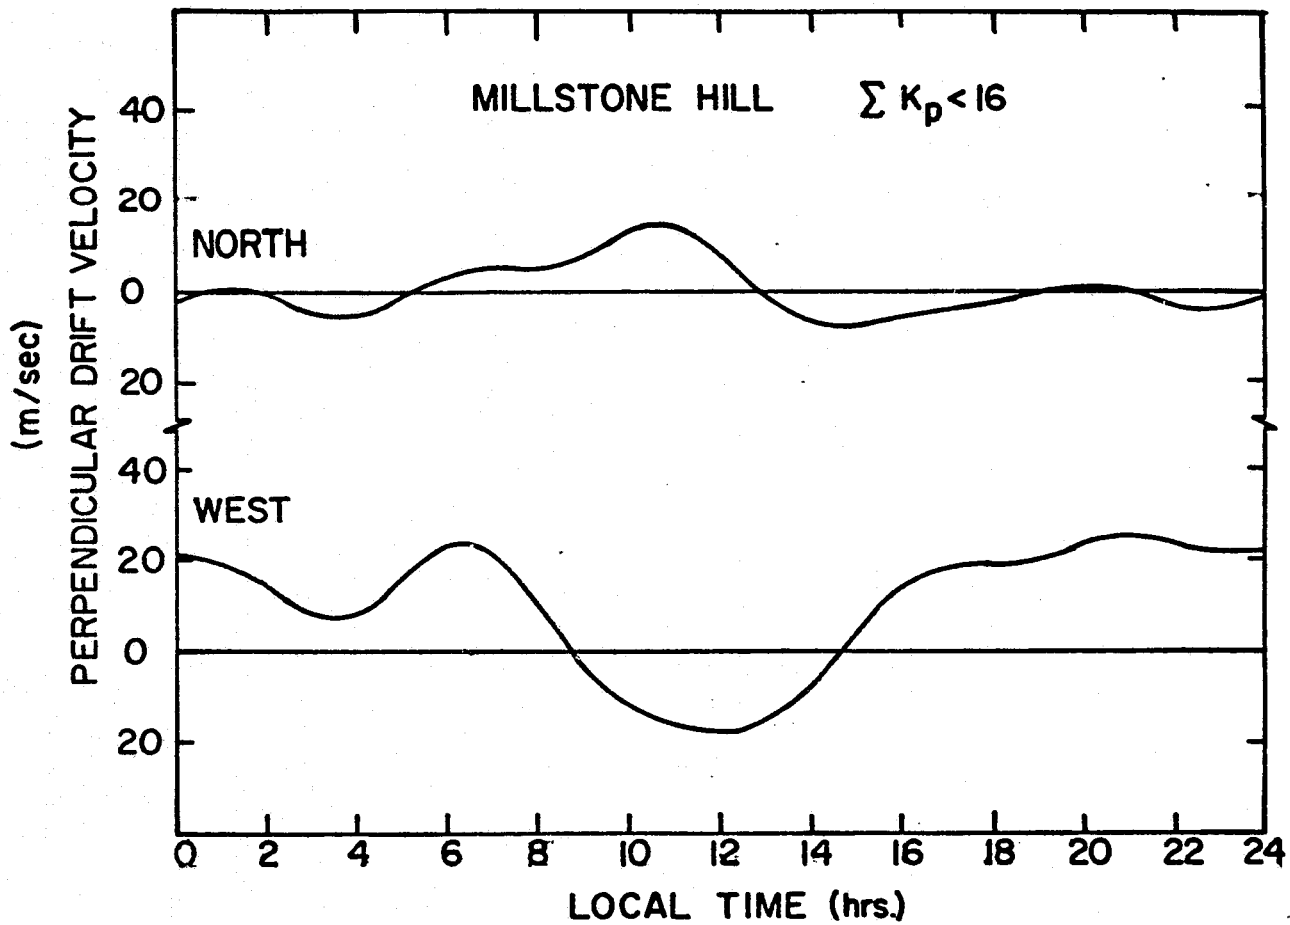 MILLSTONE HILL Σ Kp<16
40
20
NORTH
0
20
40
WEST
20
0
20
0 2 4 6 8 10 12 14 16 18 20 22 24
LOCAL TIME (hrs.)
PERPENDICULAR DRIFT VELOCITY
(m/sec)